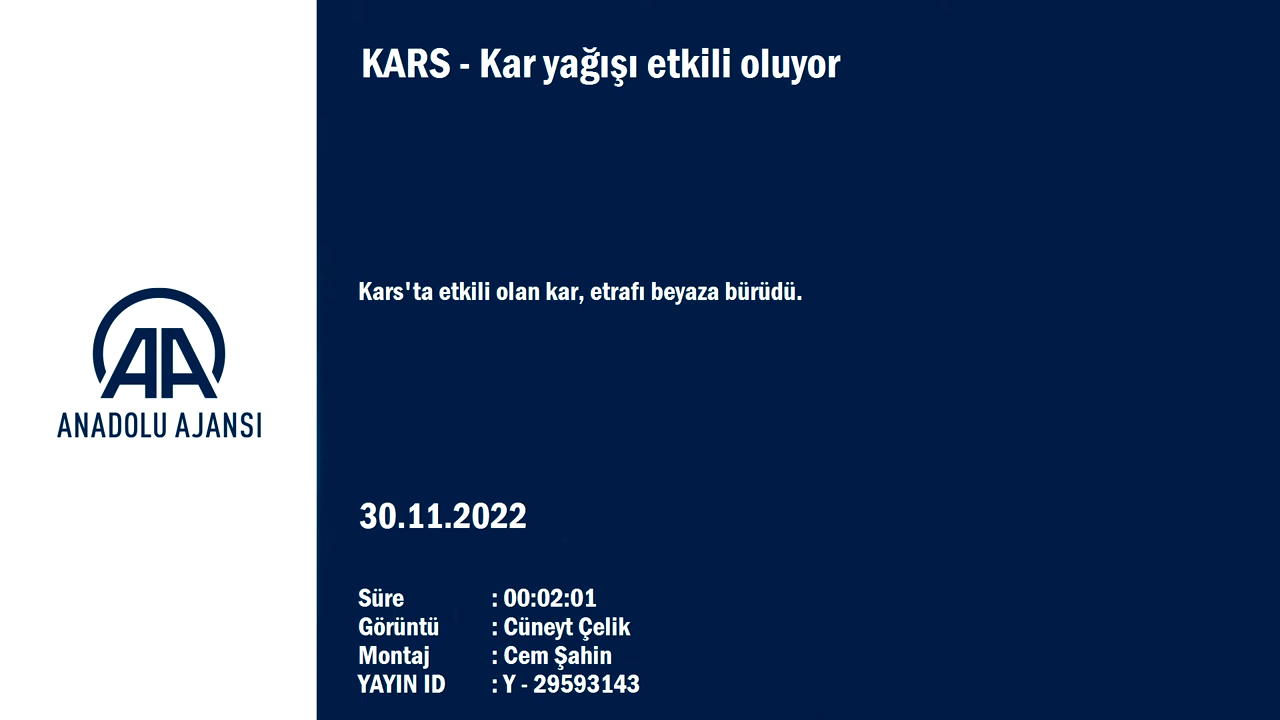 KARS - Kar yağışı etkili oluyor
Kars'ta etkili olan kar, etrafı beyaza bürüdü.
AA
ANADOLU AJANSI
30.11.2022
Süre : 00:02:01
Görüntü : Cüneyt Çelik
Montaj : Cem Şahin
YAYIN ID : Y - 29593143